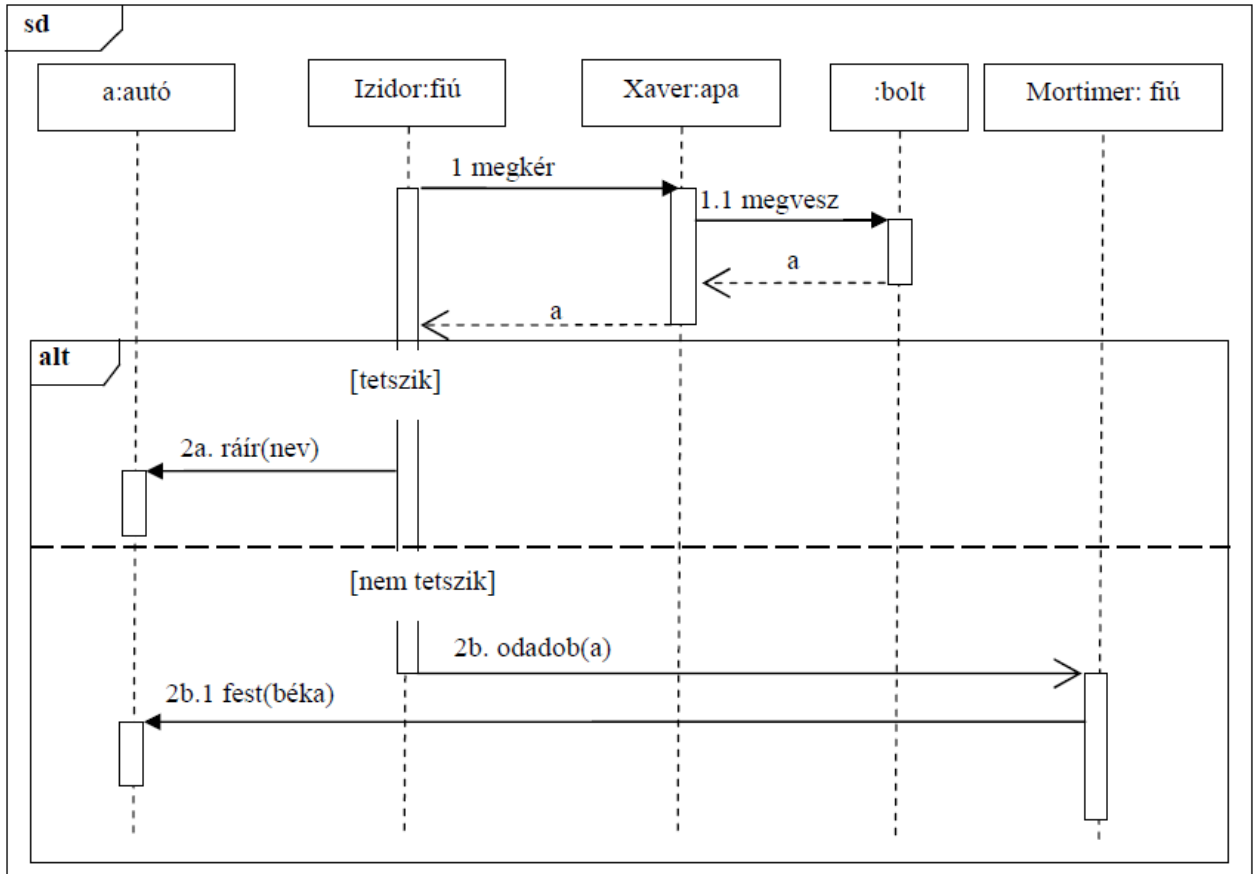 sd
a:autó
Izidor:fiú
Xaver:apa
:bolt
Mortimer: fiú
1 megkér
1.1 megvesz
a
a
alt
[tetszik]
2a. ráír(nev)
[nem tetszik]
2b. odadob(a)
2b.1 fest(béka)